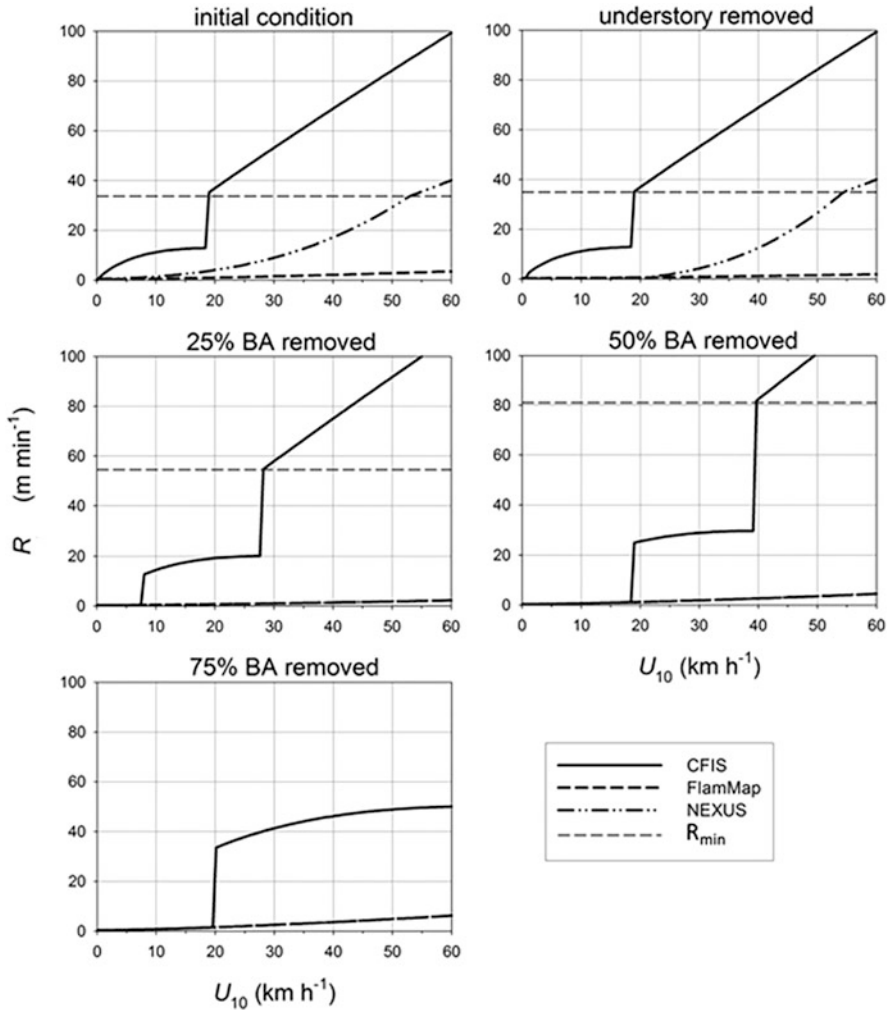 initial condition
100
80
60
40
20
0
0 10 20 30 40 50 60
understory removed
100
80
60
40
20
0
0 10 20 30 40 50 60
25% BA removed
100
80
60
40
20
0
0 10 20 30 40 50 60
50% BA removed
100
80
60
40
20
0
0 10 20 30 40 50 60
R (m min⁻¹)
U₁₀ (km h⁻¹)
75% BA removed
100
80
60
40
20
0
0 10 20 30 40 50 60
U₁₀ (km h⁻¹)
CFIS
FlamMap
NEXUS
Rₘᵢₙ